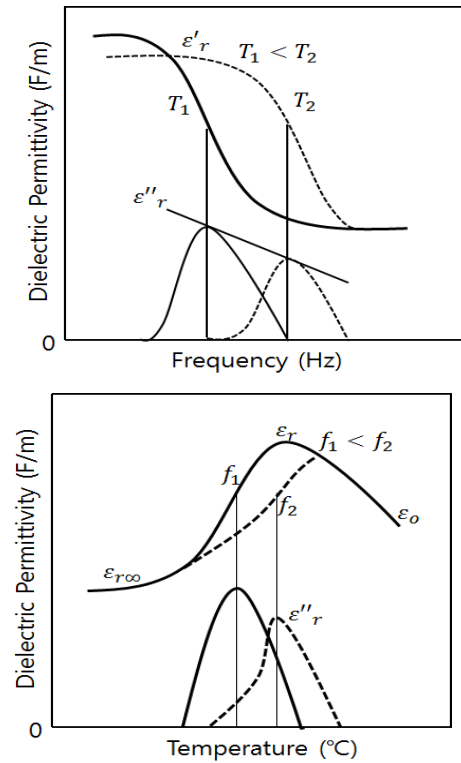 Dielectric Permittivity (F/m)
ε'r T₁ < T₂
T₁ T₂
ε''r
0
Frequency (Hz)
Dielectric Permittivity (F/m)
εr f₁ < f₂
f₁
f₂
εo
εr∞
ε''r
0
Temperature (℃)